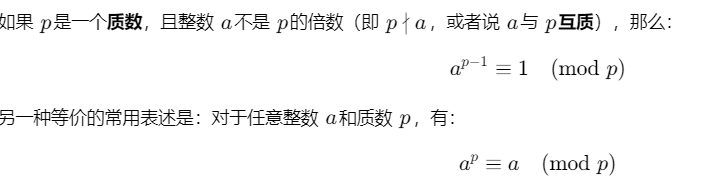 如果 p是一个质数，且整数 a不是 p的倍数（即 p∤a，或者说 a与 p互质），那么：
a^{p−1} ≡ 1 (mod p)
另一种等价的常用表述是：对于任意整数 a和质数 p，有：
a^p ≡ a (mod p)